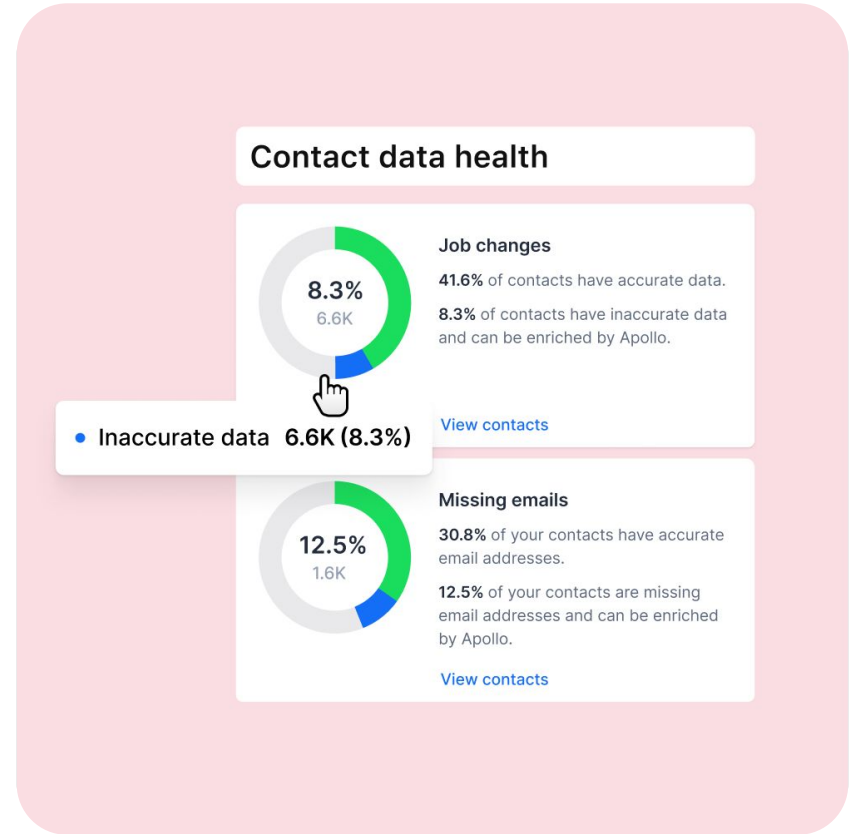 Contact data health
8.3%
6.6K
Job changes
41.6% of contacts have accurate data.
8.3% of contacts have inaccurate data
and can be enriched by Apollo.
View contacts
Inaccurate data 6.6K (8.3%)
12.5%
1.6K
Missing emails
30.8% of your contacts have accurate
email addresses.
12.5% of your contacts are missing
email addresses and can be enriched
by Apollo.
View contacts